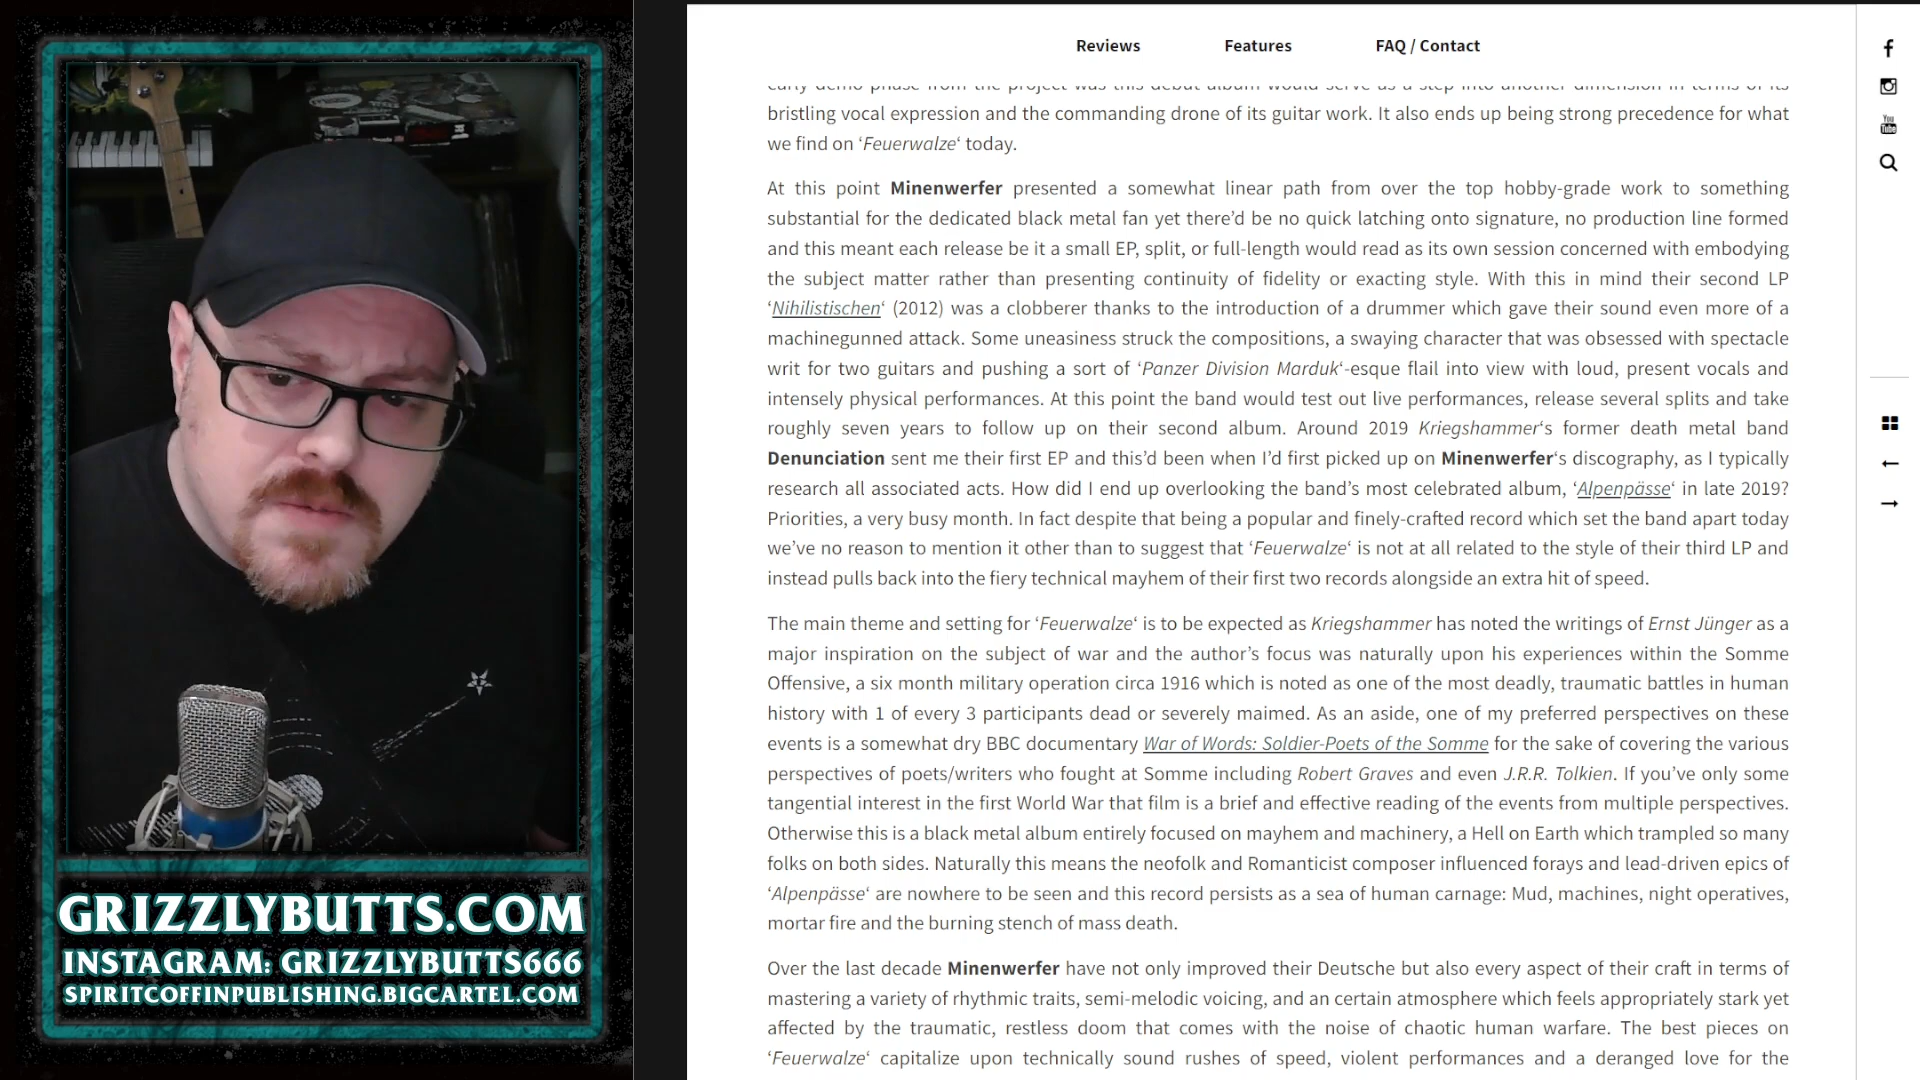 GRIZZLYBUTTS.COM
INSTAGRAM: GRIZZLYBUTTS666
SPIRITCOFFINPUBLISHING.BIGCARTEL.COM
Reviews Features FAQ / Contact
early demo phase from the project was this debut album would serve as a step into another dimension in terms of its
bristling vocal expression and the commanding drone of its guitar work. It also ends up being strong precedence for what
we find on ‘Feuerwalze‘ today.
At this point Minenwerfer presented a somewhat linear path from over the top hobby-grade work to something
substantial for the dedicated black metal fan yet there’d be no quick latching onto signature, no production line formed
and this meant each release be it a small EP, split, or full-length would read as its own session concerned with embodying
the subject matter rather than presenting continuity of fidelity or exacting style. With this in mind their second LP
‘Nihilistischen‘ (2012) was a clobberer thanks to the introduction of a drummer which gave their sound even more of a
machinegunned attack. Some uneasiness struck the compositions, a swaying character that was obsessed with spectacle
writ for two guitars and pushing a sort of ‘Panzer Division Marduk‘-esque flail into view with loud, present vocals and
intensely physical performances. At this point the band would test out live performances, release several splits and take
roughly seven years to follow up on their second album. Around 2019 Kriegshammer‘s former death metal band
Denunciation sent me their first EP and this’d been when I’d first picked up on Minenwerfer‘s discography, as I typically
research all associated acts. How did I end up overlooking the band’s most celebrated album, ‘Alpenpässe‘ in late 2019?
Priorities, a very busy month. In fact despite that being a popular and finely-crafted record which set the band apart today
we’ve no reason to mention it other than to suggest that ‘Feuerwalze‘ is not at all related to the style of their third LP and
instead pulls back into the fiery technical mayhem of their first two records alongside an extra hit of speed.
The main theme and setting for ‘Feuerwalze‘ is to be expected as Kriegshammer has noted the writings of Ernst Jünger as a
major inspiration on the subject of war and the author’s focus was naturally upon his experiences within the Somme
Offensive, a six month military operation circa 1916 which is noted as one of the most deadly, traumatic battles in human
history with 1 of every 3 participants dead or severely maimed. As an aside, one of my preferred perspectives on these
events is a somewhat dry BBC documentary War of Words: Soldier-Poets of the Somme for the sake of covering the various
perspectives of poets/writers who fought at Somme including Robert Graves and even J.R.R. Tolkien. If you’ve only some
tangential interest in the first World War that film is a brief and effective reading of the events from multiple perspectives.
Otherwise this is a black metal album entirely focused on mayhem and machinery, a Hell on Earth which trampled so many
folks on both sides. Naturally this means the neofolk and Romanticist composer influenced forays and lead-driven epics of
‘Alpenpässe‘ are nowhere to be seen and this record persists as a sea of human carnage: Mud, machines, night operatives,
mortar fire and the burning stench of mass death.
Over the last decade Minenwerfer have not only improved their Deutsche but also every aspect of their craft in terms of
mastering a variety of rhythmic traits, semi-melodic voicing, and an certain atmosphere which feels appropriately stark yet
affected by the traumatic, restless doom that comes with the noise of chaotic human warfare. The best pieces on
‘Feuerwalze‘ capitalize upon technically sound rushes of speed, violent performances and a deranged love for the
You
Tube